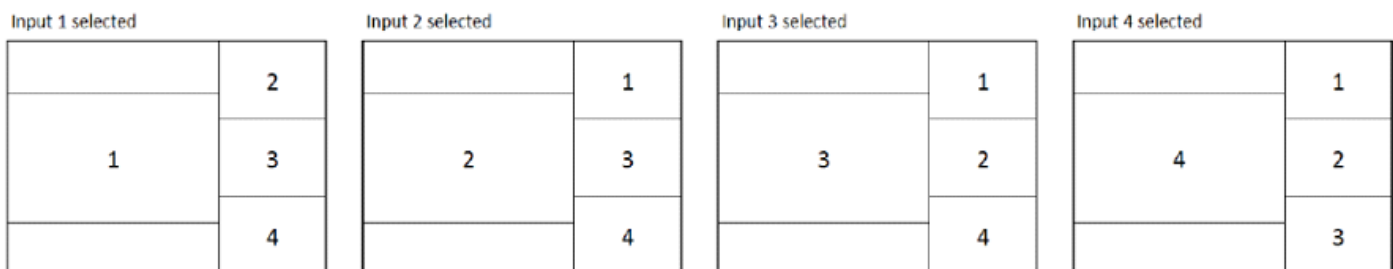 Input 1 selected Input 2 selected Input 3 selected Input 4 selected
2 1 1 1
1 3 2 3 3 2 4 2
4 4 4 3